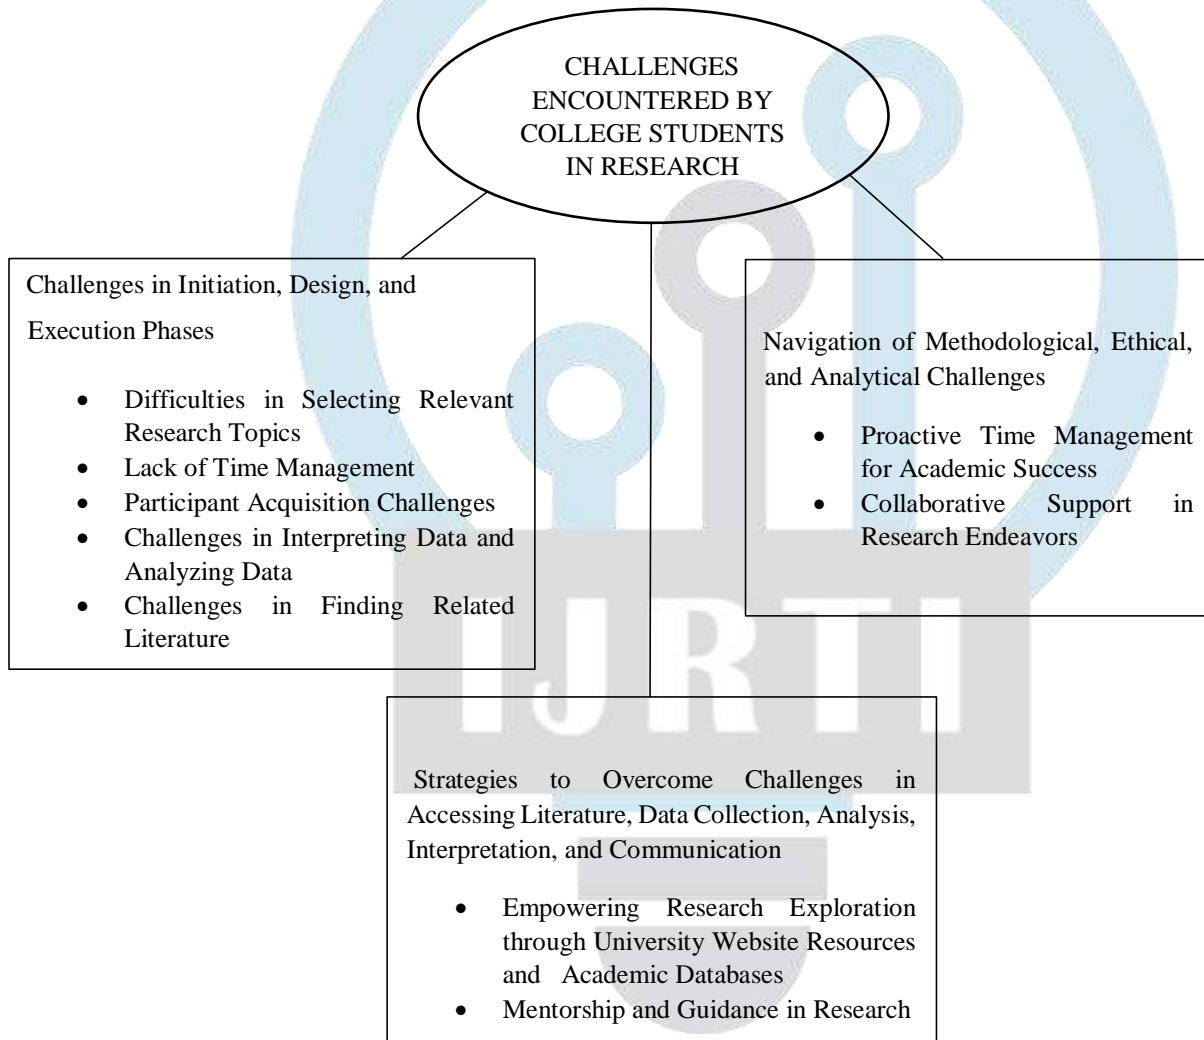 CHALLENGES
ENCOUNTERED BY
COLLEGE STUDENTS
IN RESEARCH
Challenges in Initiation, Design, and
Execution Phases
• Difficulties in Selecting Relevant
Research Topics
• Lack of Time Management
• Participant Acquisition Challenges
• Challenges in Interpreting Data and
Analyzing Data
• Challenges in Finding Related
Literature
Navigation of Methodological, Ethical,
and Analytical Challenges
• Proactive Time Management
for Academic Success
• Collaborative Support in
Research Endeavors
IJRTI
Strategies to Overcome Challenges in
Accessing Literature, Data Collection, Analysis,
Interpretation, and Communication
• Empowering Research Exploration
through University Website Resources
and Academic Databases
• Mentorship and Guidance in Research